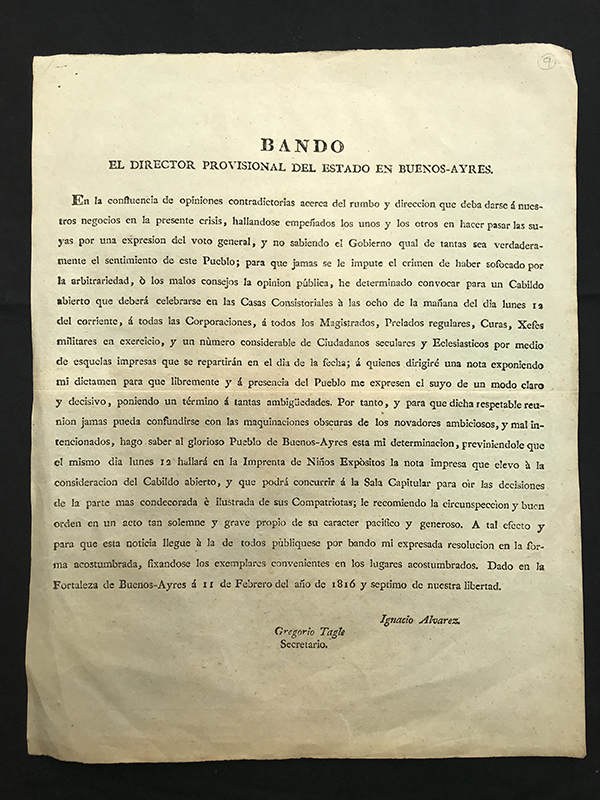 9
BANDO
EL DIRECTOR PROVISIONAL DEL ESTADO EN BUENOS-AYRES.
En la confluencia de opiniones contradictorias acerca del rumbo y direccion que deba darse á nues-
tros negocios en la presente crisis, hallandose empeñados los unos y los otros en hacer pasar las su-
yas por una expresion del voto general, y no sabiendo el Gobierno qual de tantas sea verdadera-
mente el sentimiento de este Pueblo; para que jamas se le impute el crimen de haber sofocado por
la arbitrariedad, ò los malos consejos la opinion pública, he determinado convocar para un Cabildo
abierto que deberá celebrarse en las Casas Consistoriales à las ocho de la mañana del dia lunes 12
del corriente, á todas las Corporaciones, á todos los Magistrados, Prelados regulares, Curas, Xefes
militares en exercicio, y un nùmero considerable de Ciudadanos seculares y Eclesiasticos por medio
de esquelas impresas que se repartirán en el dia de la fecha; á quienes dirigiré una nota exponiendo
mi dictamen para que libremente y á presencia del Pueblo me expresen el suyo de un modo claro
y decisivo, poniendo un término á tantas ambigüedades. Por tanto, y para que dicha respetable reu-
nion jamas pueda confundirse con las maquinaciones obscuras de los novadores ambiciosos, y mal in-
tencionados, hago saber al glorioso Pueblo de Buenos-Ayres esta mi determinacion, previniendole que
el mismo dia lunes 12 hallará en la Imprenta de Niños Expòsitos la nota impresa que elevo à la
consideracion del Cabildo abierto, y que podrá concurrir á la Sala Capitular para oir las decisiones
de la parte mas condecorada è ilustrada de sus Compatriotas; le recomiendo la circunspeccion y buen
orden en un acto tan solemne y grave propio de su caracter pacifico y generoso. A tal efecto y
para que esta noticia llegue à la de todos públiquese por bando mi expresada resolucion en la for-
ma acostumbrada, fixandose los exemplares convenientes en los lugares acostumbrados. Dado en la
Fortaleza de Buenos-Ayres á 11 de Febrero del año de 1816 y septimo de nuestra libertad.
Ignacio Alvarez.
Gregorio Tagle
Secretario.